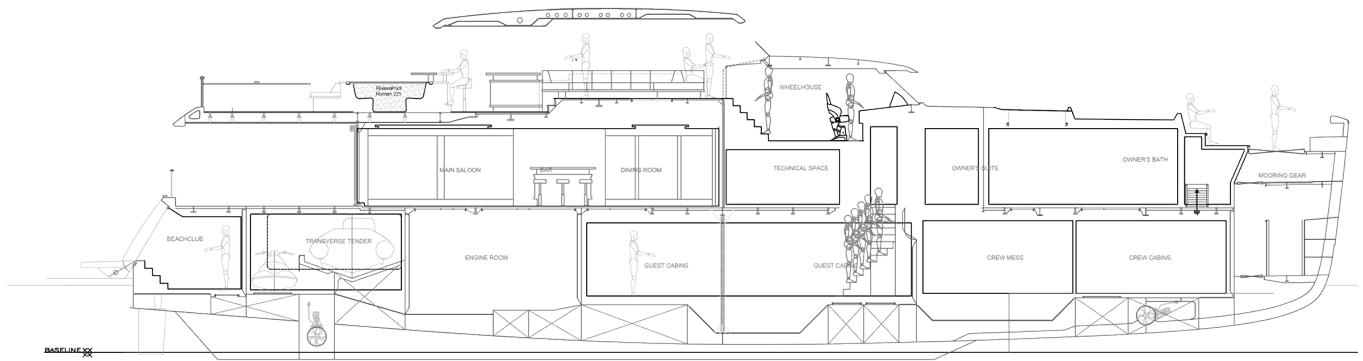 RivieraPool
Roman 225
WHEELHOUSE
MAIN SALOON
BAR
DINING ROOM
TECHNICAL SPACE
OWNER'S SUITE
OWNER'S BATH
MOORING GEAR
BEACHCLUB
TRANSVERSE TENDER
ENGINE ROOM
GUEST CABINS
GUEST CABINS
CREW MESS
CREW CABINS
BASELINE